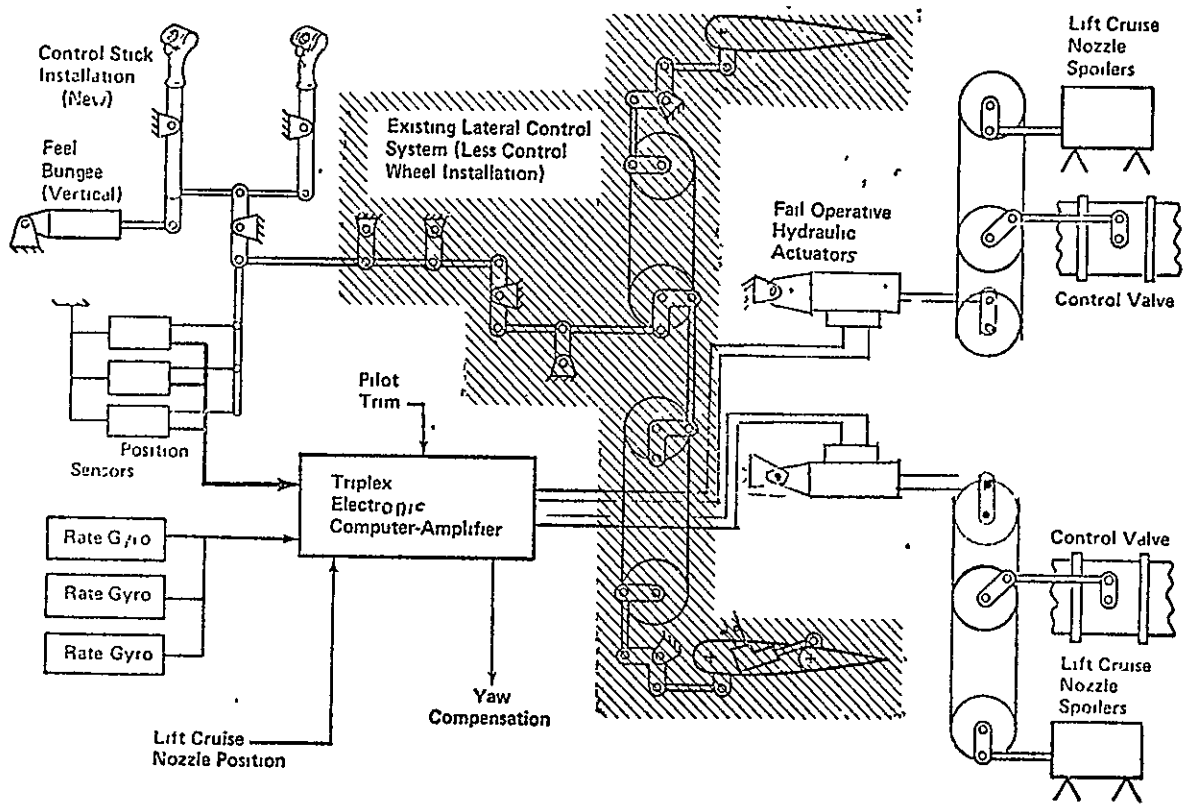 Control Stick
Installation
(New)
Feel
Bungee
(Vertical)
Existing Lateral Control
System (Less Control
Wheel Installation)
Lift Cruise
Nozzle
Spoilers
Fail Operative
Hydraulic
Actuators
Control Valve
Position
Sensors
Pilot
Trim
Triplex
Electronic
Computer-Amplifier
Rate Gyro
Rate Gyro
Rate Gyro
Lift Cruise
Nozzle Position
Yaw
Compensation
Control Valve
Lift Cruise
Nozzle
Spoilers